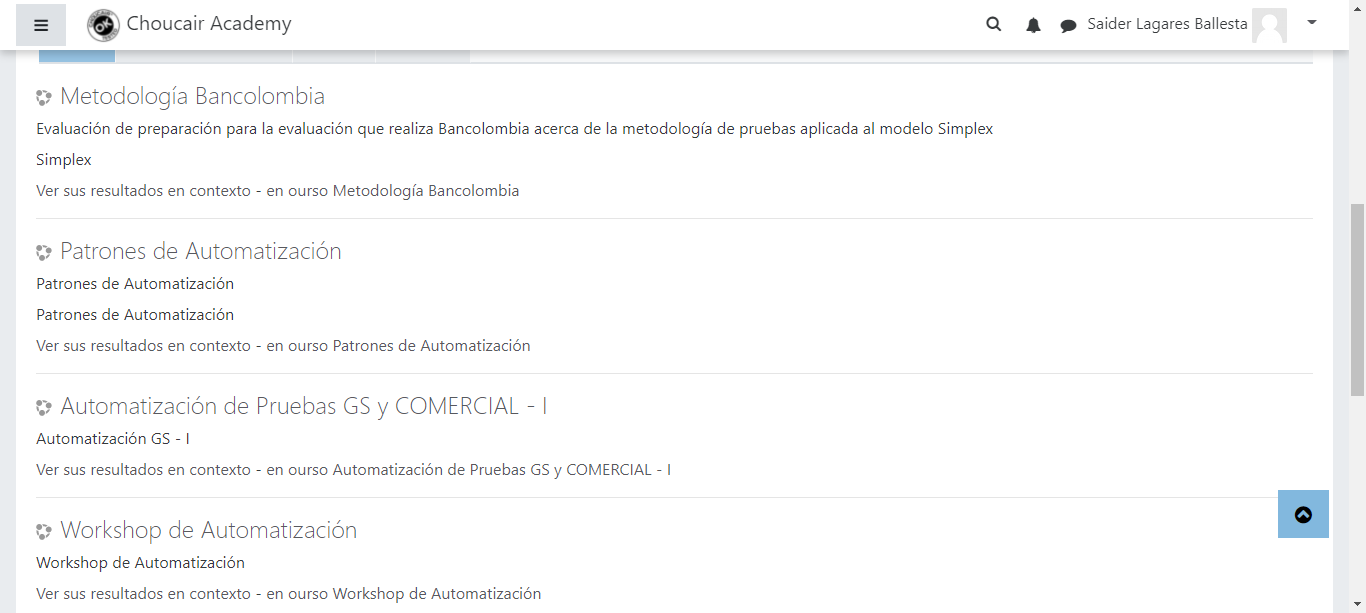 Choucair Academy
Saider Lagares Ballesta
Metodología Bancolombia
Evaluación de preparación para la evaluación que realiza Bancolombia acerca de la metodología de pruebas aplicada al modelo Simplex
Simplex
Ver sus resultados en contexto - en ourso Metodología Bancolombia
Patrones de Automatización
Patrones de Automatización
Patrones de Automatización
Ver sus resultados en contexto - en ourso Patrones de Automatización
Automatización de Pruebas GS y COMERCIAL - I
Automatización GS - I
Ver sus resultados en contexto - en ourso Automatización de Pruebas GS y COMERCIAL - I
Workshop de Automatización
Workshop de Automatización
Ver sus resultados en contexto - en ourso Workshop de Automatización